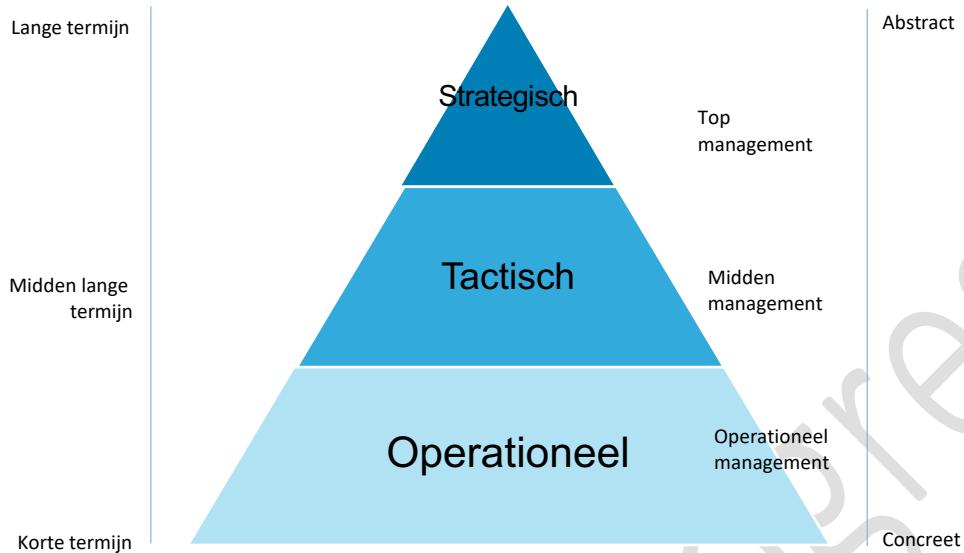 Lange termijn
Abstract
Strategisch
Top
management
Tactisch
Midden lange
termijn
Midden
management
Operationeel
Operationeel
management
Korte termijn
Concreet